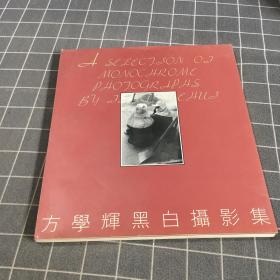 A SELECTION OF
MONOCHROME
PHOTOGRAPHS
BY
方學輝黑白攝影集